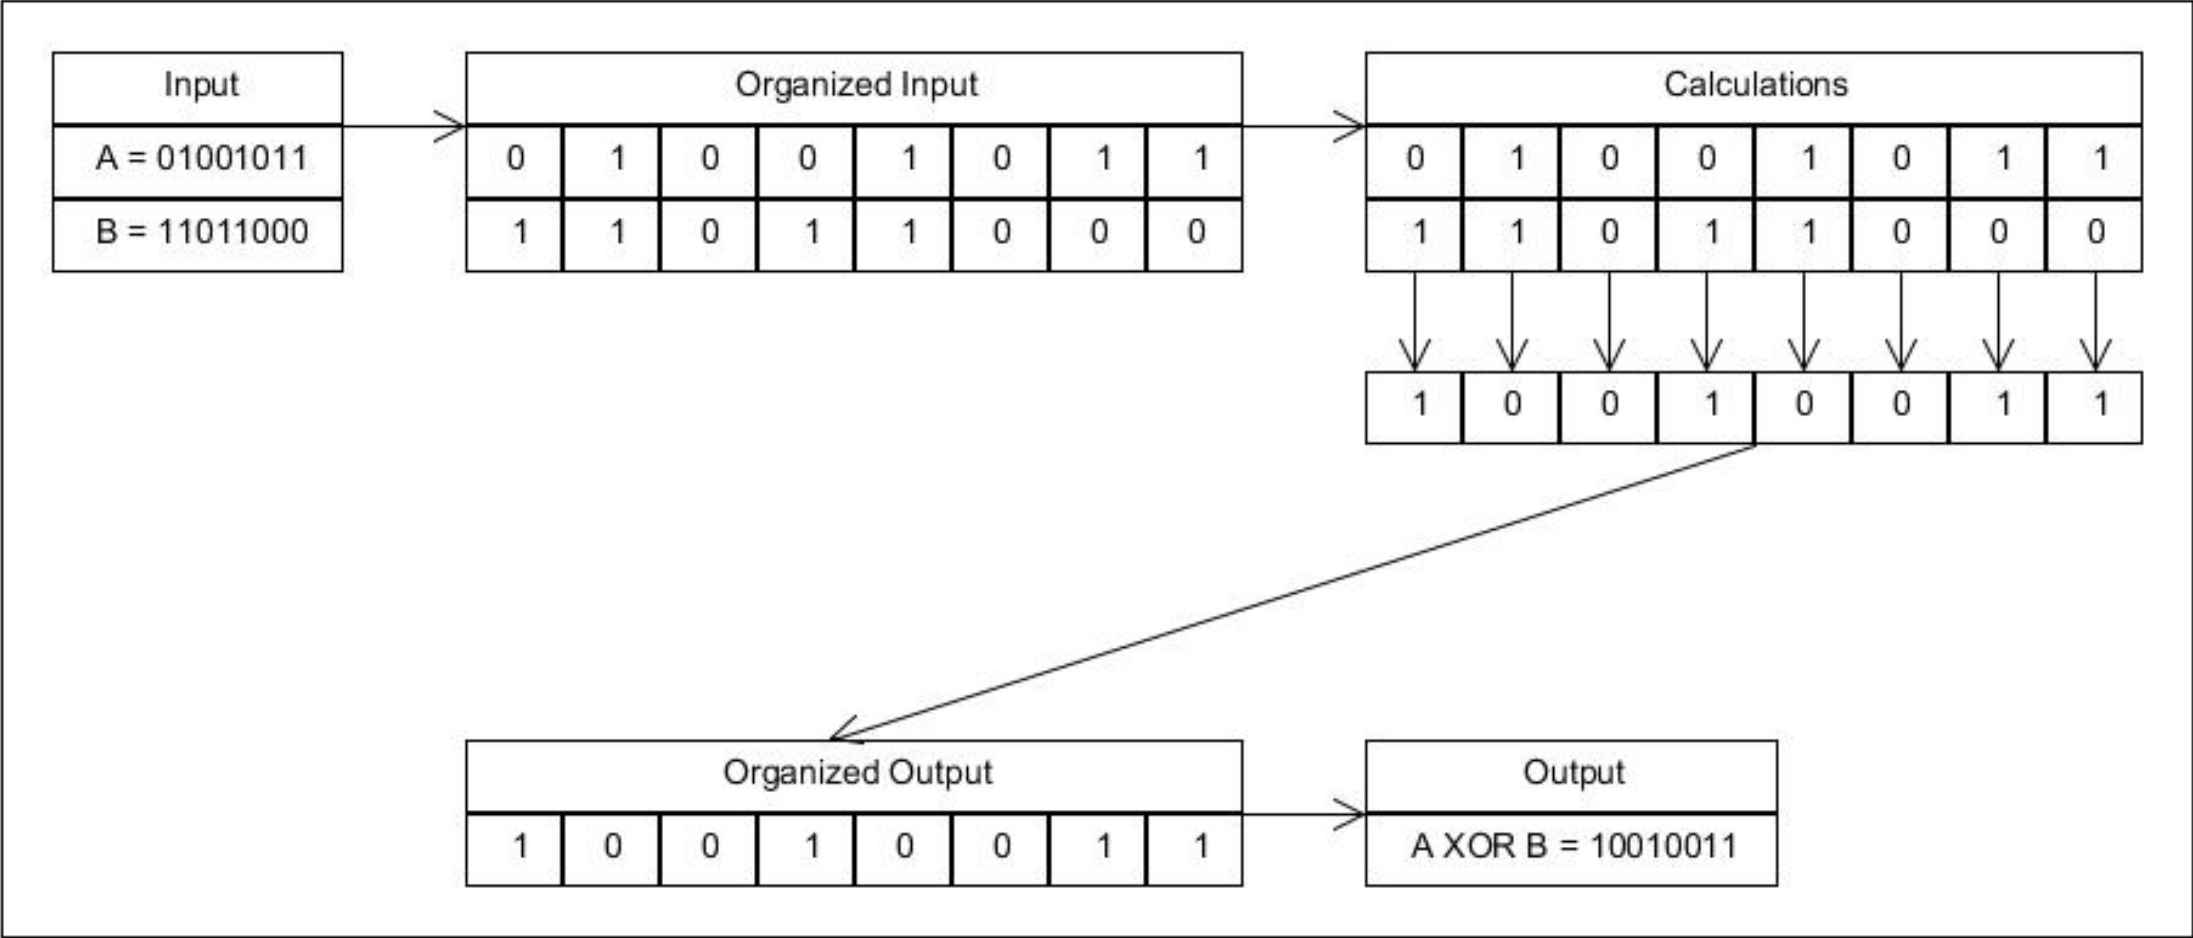 Input
A = 01001011
B = 11011000
Organized Input
0 1 0 0 1 0 1 1
1 1 0 1 1 0 0 0
Calculations
0 1 0 0 1 0 1 1
1 1 0 1 1 0 0 0
1 0 0 1 0 0 1 1
Organized Output
1 0 0 1 0 0 1 1
Output
A XOR B = 10010011